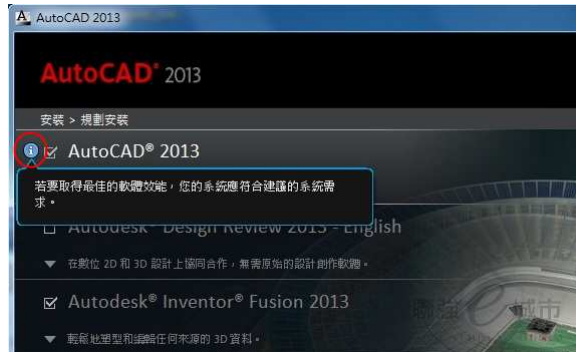 AutoCAD 2013
AutoCAD® 2013
安裝 > 規劃安裝
AutoCAD® 2013
若要取得最佳的軟體效能，您的系統應符合建議的系統需
求。
Autodesk® Design Review 2013 - English
在數位 2D 和 3D 設計上協同合作，無需原始的設計創作軟體。
Autodesk® Inventor® Fusion 2013
輕鬆地塑型和編輯任何來源的 3D 資料。
聯強 e 城市